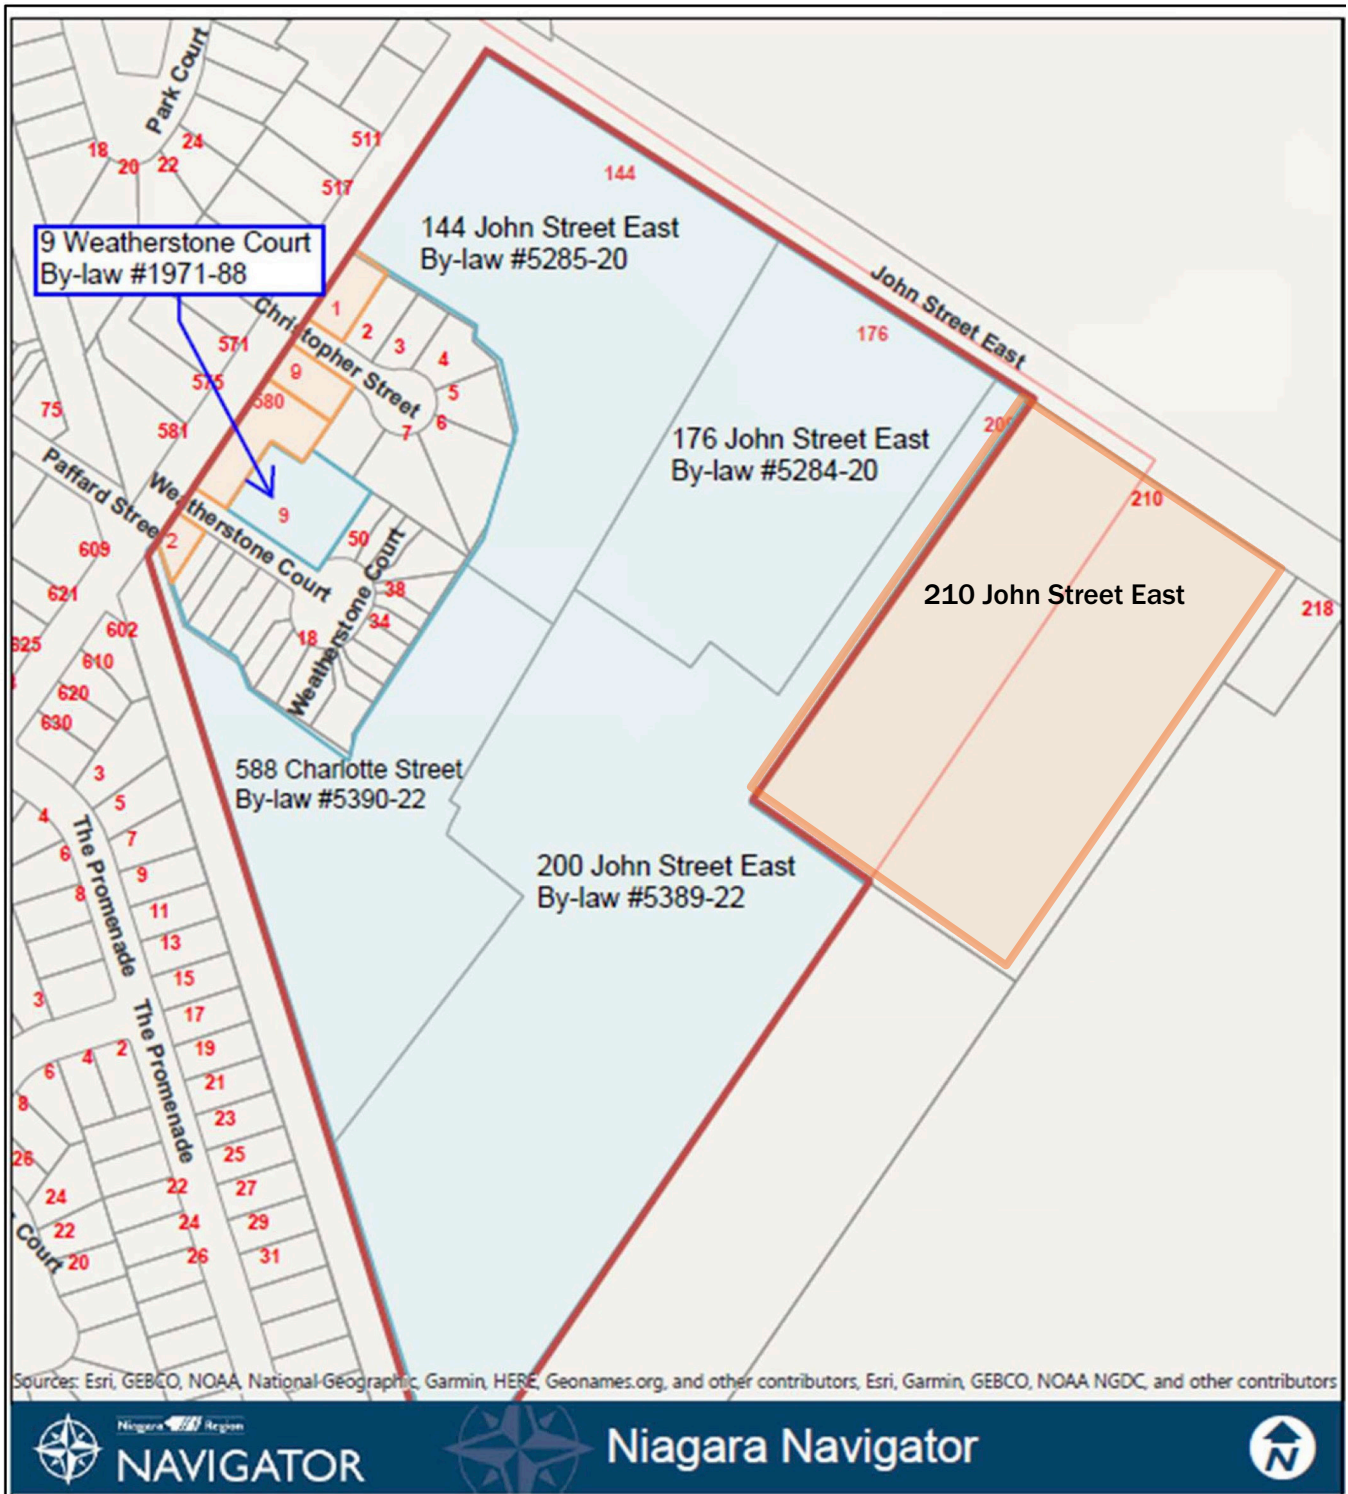 Park Court
18
20
22
24
511
517
144
144 John Street East
By-law #5285-20
9 Weatherstone Court
By-law #1971-88
John Street East
176
176 John Street East
By-law #5284-20
Christopher Street
1
2
3
4
5
6
7
9
580
571
575
581
75
Paffard Street
2
Weatherstone Court
9
50
38
34
18
Weatherstone Court
210
210 John Street East
218
609
621
625
602
610
620
630
588 Charlotte Street
By-law #5390-22
200 John Street East
By-law #5389-22
3
5
7
9
11
13
15
17
19
21
23
25
27
29
31
4
6
8
The Promenade
3
The Promenade
2
4
6
8
26
24
22
20
Court
22
24
26
Sources: Esri, GEBCO, NOAA, National Geographic, Garmin, HERE, Geonames.org, and other contributors, Esri, Garmin, GEBCO, NOAA NGDC, and other contributors
Niagara Region
NAVIGATOR
Niagara Navigator
N